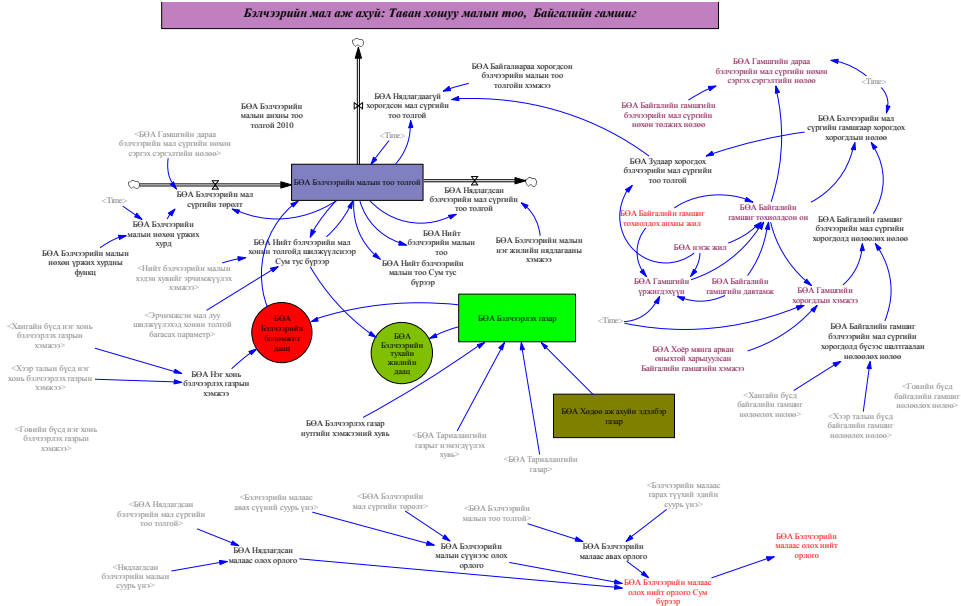 Бэлчээрийн мал аж ахуй: Таван хошуу малын тоо, Байгалийн гамшиг
БӨА Байгалиараа хорогдсон
бэлчээрийн малын тоо
толгойн хэмжээ
БӨА Нядлагдаагүй
хорогдсон мал сүргийн
тоо толгой
БӨА Бэлчээрийн
малын анхны тоо
толгой 2010
<БӨА Гамшгийн дараа
бэлчээрийн мал сүргийн нөхөн
сэргэх сэргэлтийн нөлөө>
<Time>
БӨА Бэлчээрийн малын тоо толгой
БӨА Бэлчээрийн мал
сүргийн төрөлт
БӨА Нядлагдсан
бэлчээрийн мал сүргийн
тоо толгой
<Time>
БӨА Бэлчээрийн
малын нөхөн үржих
хурд
БӨА Бэлчээрийн малын
нөхөн үржих хурдны
функц
БӨА Нийт бэлчээрийн мал
хонин толгойд шилжүүлснээр
Сум тус бүрээр
БӨА Нийт
бэлчээрийн малын
тоо
БӨА Нийт бэлчээрийн
малын тоо Сум тус
бүрээр
БӨА Бэлчээрийн малын
нэг жилийн нядлагааны
хэмжээ
<Нийт бэлчээрийн малын
хэдэн хувийг эрчимжүүлэх
хэмжээ>
<Эрчимжсэн мал луу
шилжүүлэхэд хонин толгой
багасах параметр>
БӨА
Бэлчээрийн
боломжит
даац
БӨА
Бэлчээрийн
тухайн
жилийн
даац
БӨА Бэлчээрлэх газар
<Хангайн бүсд нэг хонь
бэлчээрлэх газрын
хэмжээ>
<Хээр талын бүсд нэг
хонь бэлчээрлэх газрын
хэмжээ>
БӨА Нэг хонь
бэлчээрлэх газрын
хэмжээ
<Говийн бүсд нэг хонь
бэлчээрлэх газрын
хэмжээ>
БӨА Бэлчээрлэх газар
нутгийн хэмжээний хувь
<БӨА Тариалангийн
газрыг нэмэгдүүлэх
хувь>
<БӨА Тариалангийн
газар>
БӨА Хөдөө аж ахуйн эдэлбэр
газар
БӨА Гамшгийн дараа
бэлчээрийн мал сүргийн нөхөн
сэргэх сэргэлтийн нөлөө
<Time>
БӨА Байгалийн гамшгийн
бэлчээрийн мал сүргийн
нөхөн төлжих нөлөө
БӨА Бэлчээрийн мал
сүргийн гамшгаар хорогдох
хорогдлын нөлөө
БӨА Зудаар хорогдох
бэлчээрийн мал сүргийн
тоо толгой
БӨА Байгалийн гамшиг
тохиолдох анхны жил
БӨА Байгалийн
гамшиг тохиолдсон он
БӨА Байгалийн гамшиг
бэлчээрийн мал сүргийн
хорогдолд нөлөөлөх нөлөө
БӨА нэгж жил
БӨА Гамшгийн
үржигдэхүүн
БӨА Байгалийн
гамшгийн давтамж
БӨА Гамшгийн
хорогдлын хэмжээ
<Time>
БӨА Хоёр мянга арван
оныхтой харьцуулсан
Байгалийн гамшгийн хэмжээ
БӨА Байгалийн гамшиг
бэлчээрийн мал сүргийн
хорогдолд бүсээс шалтгаалан
нөлөөлөх нөлөө
<Хангайн бүсд
байгалийн гамшиг
нөлөөлөх нөлөө>
<Хээр талын бүсд
байгалийн гамшиг
нөлөөлөх нөлөө>
<Говийн бүсд
байгалийн гамшиг
нөлөөлөх нөлөө>
<БӨА Нядлагдсан
бэлчээрийн мал сүргийн
тоо толгой>
<Бэлчээрийн малаас
авах сүүний суурь үнэ>
<БӨА Бэлчээрийн
мал сүргийн төрөлт>
<БӨА Бэлчээрийн
малын тоо толгой>
<Бэлчээрийн малаас
гарах түүхий эдийн
суурь үнэ>
БӨА Нядлагдсан
малаас олох орлого
БӨА Бэлчээрийн
малын сүүнээс олох
орлого
БӨА Бэлчээрийн
малаас авах орлого
БӨА Бэлчээрийн
малаас олох нийт
орлого
<Нядлагдсан
бэлчээрийн малын
суурь үнэ>
БӨА Бэлчээрийн малаас
олох нийт орлого Сум
бүрээр